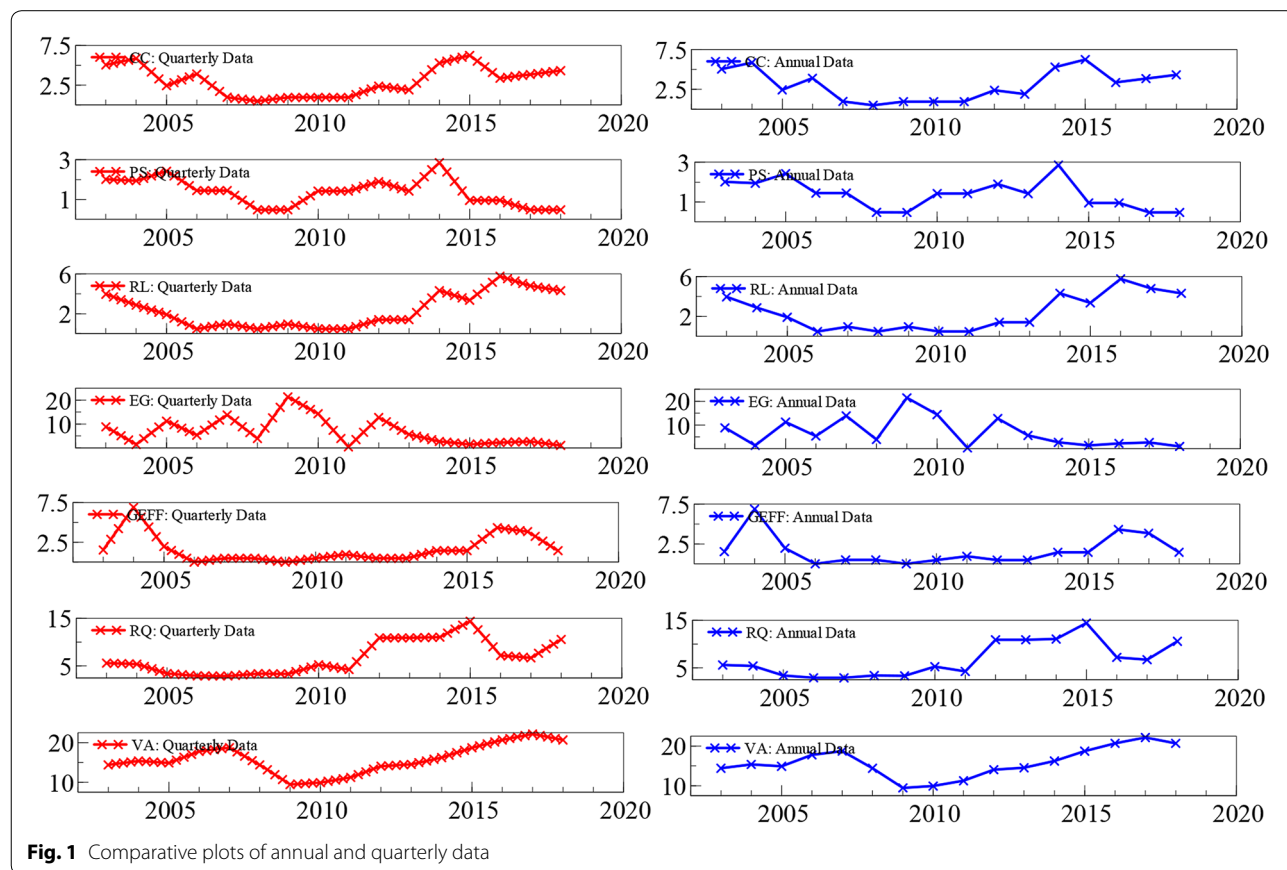 7.5
CC: Quarterly Data
2.5
2005 2010 2015 2020
7.5
CC: Annual Data
2.5
2005 2010 2015 2020
3
PS: Quarterly Data
1
2005 2010 2015 2020
3
PS: Annual Data
1
2005 2010 2015 2020
6
RL: Quarterly Data
2
2005 2010 2015 2020
6
RL: Annual Data
2
2005 2010 2015 2020
20
EG: Quarterly Data
10
2005 2010 2015 2020
20
EG: Annual Data
10
2005 2010 2015 2020
7.5
GEFF: Quarterly Data
2.5
2005 2010 2015 2020
7.5
GEFF: Annual Data
2.5
2005 2010 2015 2020
15
RQ: Quarterly Data
5
2005 2010 2015 2020
15
RQ: Annual Data
5
2005 2010 2015 2020
20
VA: Quarterly Data
10
2005 2010 2015 2020
20
VA: Annual Data
10
2005 2010 2015 2020
Fig. 1 Comparative plots of annual and quarterly data